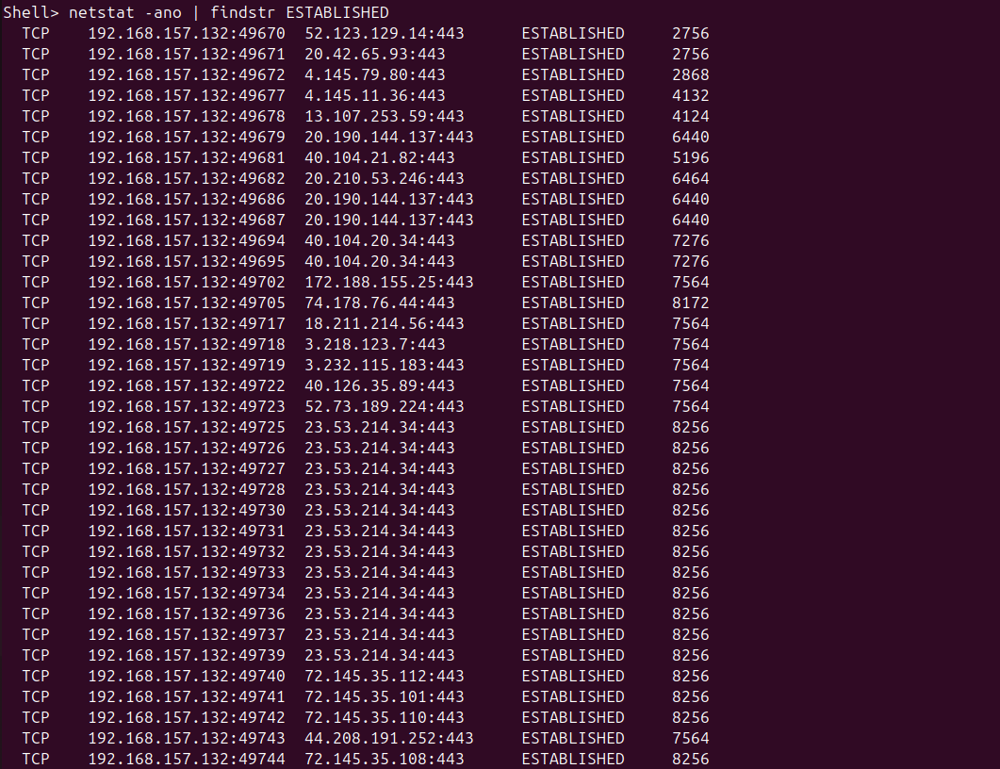 Shell> netstat -ano | findstr ESTABLISHED
TCP 192.168.157.132:49670 52.123.129.14:443 ESTABLISHED 2756
TCP 192.168.157.132:49671 20.42.65.93:443 ESTABLISHED 2756
TCP 192.168.157.132:49672 4.145.79.80:443 ESTABLISHED 2868
TCP 192.168.157.132:49677 4.145.11.36:443 ESTABLISHED 4132
TCP 192.168.157.132:49678 13.107.253.59:443 ESTABLISHED 4124
TCP 192.168.157.132:49679 20.190.144.137:443 ESTABLISHED 6440
TCP 192.168.157.132:49681 40.104.21.82:443 ESTABLISHED 5196
TCP 192.168.157.132:49682 20.210.53.246:443 ESTABLISHED 6464
TCP 192.168.157.132:49686 20.190.144.137:443 ESTABLISHED 6440
TCP 192.168.157.132:49687 20.190.144.137:443 ESTABLISHED 6440
TCP 192.168.157.132:49694 40.104.20.34:443 ESTABLISHED 7276
TCP 192.168.157.132:49695 40.104.20.34:443 ESTABLISHED 7276
TCP 192.168.157.132:49702 172.188.155.25:443 ESTABLISHED 7564
TCP 192.168.157.132:49705 74.178.76.44:443 ESTABLISHED 8172
TCP 192.168.157.132:49717 18.211.214.56:443 ESTABLISHED 7564
TCP 192.168.157.132:49718 3.218.123.7:443 ESTABLISHED 7564
TCP 192.168.157.132:49719 3.232.115.183:443 ESTABLISHED 7564
TCP 192.168.157.132:49722 40.126.35.89:443 ESTABLISHED 7564
TCP 192.168.157.132:49723 52.73.189.224:443 ESTABLISHED 7564
TCP 192.168.157.132:49725 23.53.214.34:443 ESTABLISHED 8256
TCP 192.168.157.132:49726 23.53.214.34:443 ESTABLISHED 8256
TCP 192.168.157.132:49727 23.53.214.34:443 ESTABLISHED 8256
TCP 192.168.157.132:49728 23.53.214.34:443 ESTABLISHED 8256
TCP 192.168.157.132:49730 23.53.214.34:443 ESTABLISHED 8256
TCP 192.168.157.132:49731 23.53.214.34:443 ESTABLISHED 8256
TCP 192.168.157.132:49732 23.53.214.34:443 ESTABLISHED 8256
TCP 192.168.157.132:49733 23.53.214.34:443 ESTABLISHED 8256
TCP 192.168.157.132:49734 23.53.214.34:443 ESTABLISHED 8256
TCP 192.168.157.132:49736 23.53.214.34:443 ESTABLISHED 8256
TCP 192.168.157.132:49737 23.53.214.34:443 ESTABLISHED 8256
TCP 192.168.157.132:49739 23.53.214.34:443 ESTABLISHED 8256
TCP 192.168.157.132:49740 72.145.35.112:443 ESTABLISHED 8256
TCP 192.168.157.132:49741 72.145.35.101:443 ESTABLISHED 8256
TCP 192.168.157.132:49742 72.145.35.110:443 ESTABLISHED 8256
TCP 192.168.157.132:49743 44.208.191.252:443 ESTABLISHED 7564
TCP 192.168.157.132:49744 72.145.35.108:443 ESTABLISHED 8256